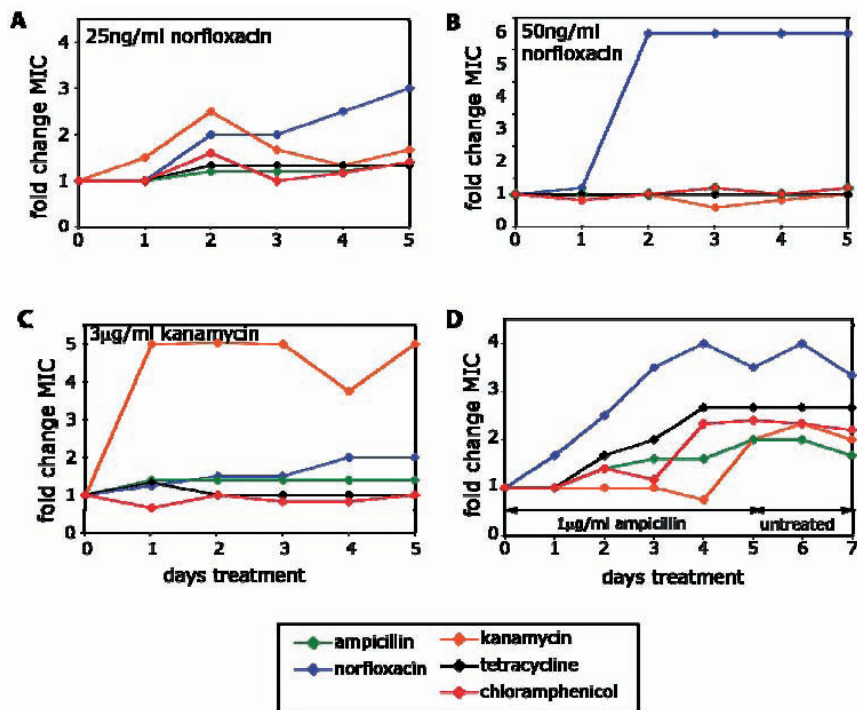 A
25ng/ml norfloxacin
fold change MIC
4
3
2
1
0
0 1 2 3 4 5
B
50ng/ml
norfloxacin
fold change MIC
6
6
5
4
3
2
1
0
0 1 2 3 4 5
C
3µg/ml kanamycin
fold change MIC
5
4
3
2
1
0
0 1 2 3 4 5
days treatment
D
fold change MIC
4
3
2
1
0
1µg/ml ampicillin
untreated
0 1 2 3 4 5 6 7
days treatment
ampicillin
kanamycin
norfloxacin
tetracycline
chloramphenicol